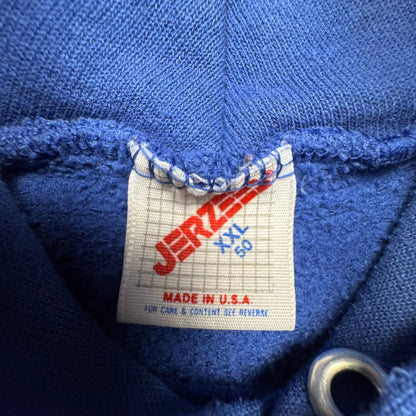 JERZEES
XXL
50
MADE IN U.S.A.
FOR CARE & CONTENT SEE REVERSE